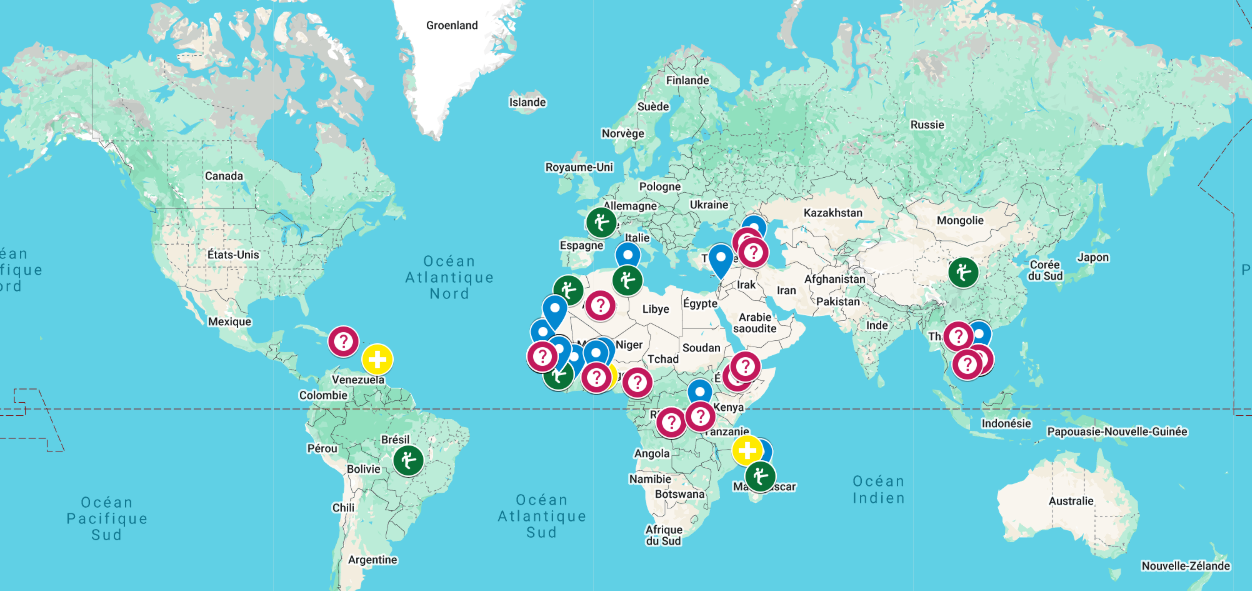 Groenland
Islande
Finlande
Suède
Norvège
Russie
Royaume-Uni
Canada
Pologne
Allemagne
Ukraine
Kazakhstan
Mongolie
Italie
Espagne
États-Unis
Océan
Atlantique
Nord
Japon
Corée
du Sud
Afghanistan
Irak
Iran
Pakistan
Libye
Égypte
Arabie
saoudite
Inde
Mexique
Niger
Soudan
Tchad
Venezuela
Colombie
Kenya
Tanzanie
Indonésie
Papouasie-Nouvelle-Guinée
Brésil
Pérou
Bolivie
Angola
Namibie
Botswana
Océan
Indien
Océan
Pacifique
Sud
Chili
Océan
Atlantique
Sud
Afrique
du Sud
Australie
Argentine
Nouvelle-Zélande